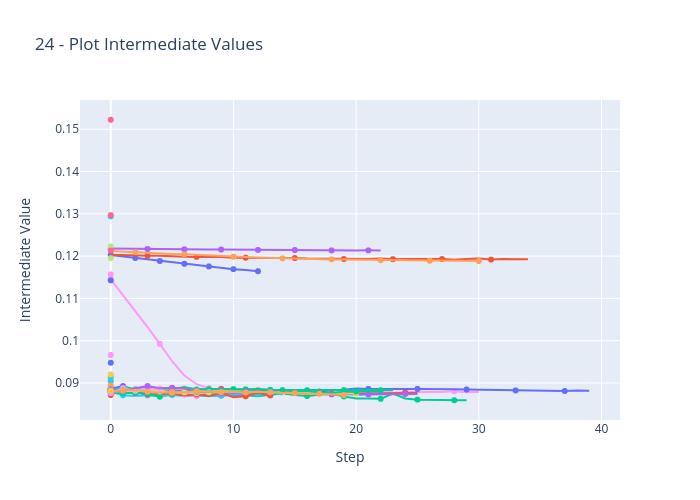 24 - Plot Intermediate Values
0.15
0.14
0.13
0.12
0.11
0.1
0.09
Intermediate Value
0 10 20 30 40
Step